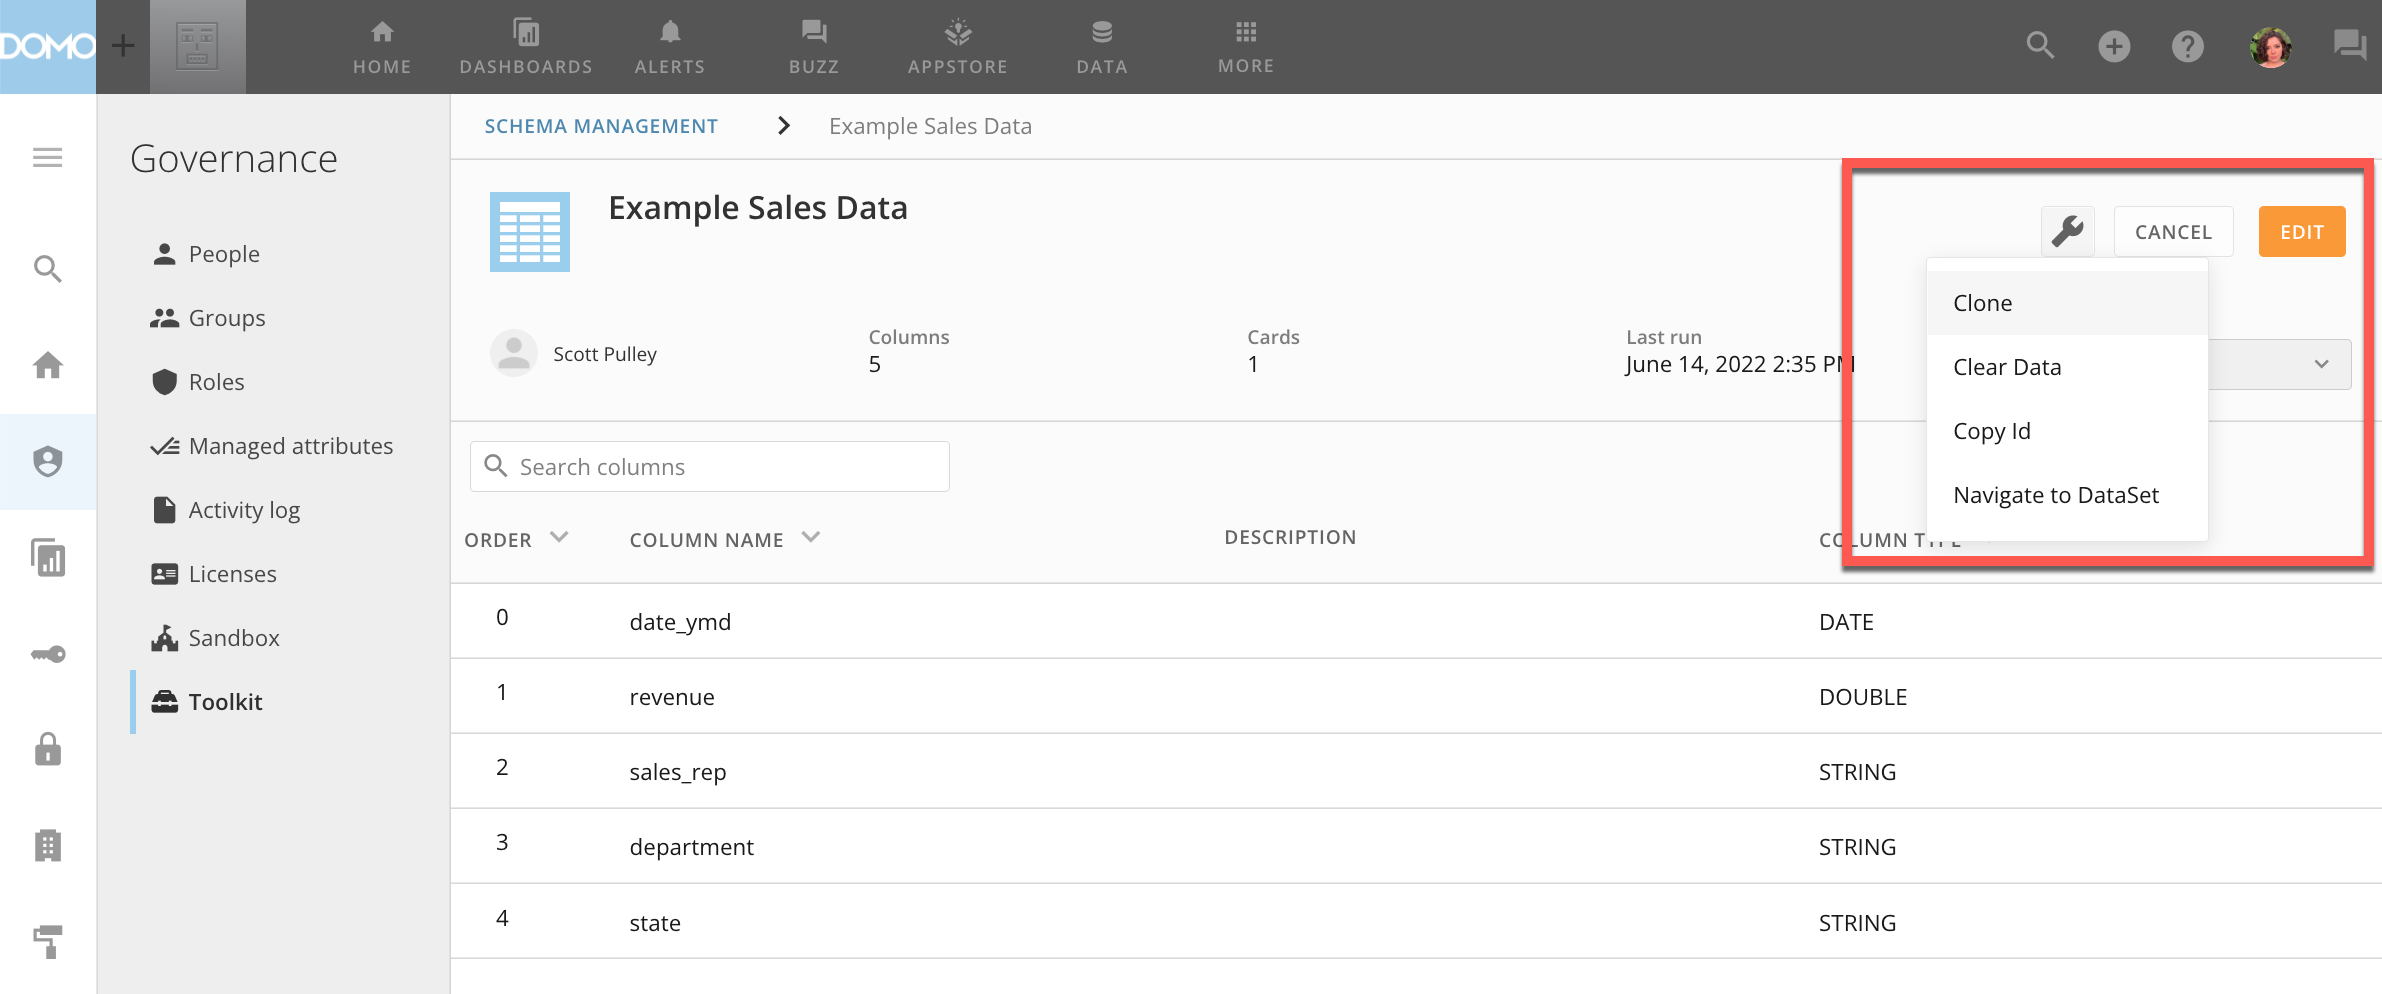 DOMO
HOME
DASHBOARDS
ALERTS
BUZZ
APPSTORE
DATA
MORE
SCHEMA MANAGEMENT
Example Sales Data
Governance
People
Groups
Roles
Managed attributes
Activity log
Licenses
Sandbox
Toolkit
Example Sales Data
CANCEL
EDIT
Clone
Clear Data
Copy Id
Navigate to DataSet
Scott Pulley
Columns
5
Cards
1
Last run
June 14, 2022 2:35 PM
Search columns
ORDER
COLUMN NAME
DESCRIPTION
COLUMN TYPE
0 date_ymd DATE
1 revenue DOUBLE
2 sales_rep STRING
3 department STRING
4 state STRING